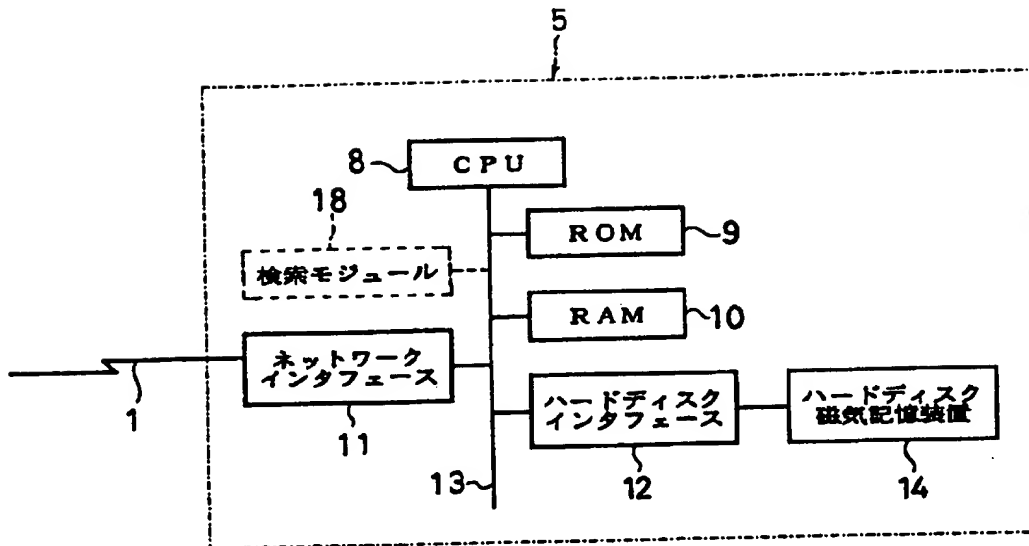 5
8
CPU
18
ROM
9
検索モジュール
RAM
10
ネットワーク
インタフェース
ハードディスク
インタフェース
ハードディスク
磁気記憶装置
1
11
13
12
14